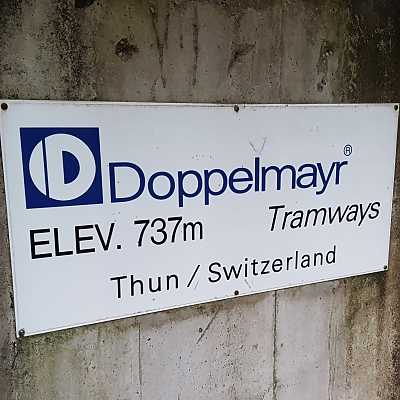 D Doppelmayr®
ELEV. 737m Tramways
Thun / Switzerland